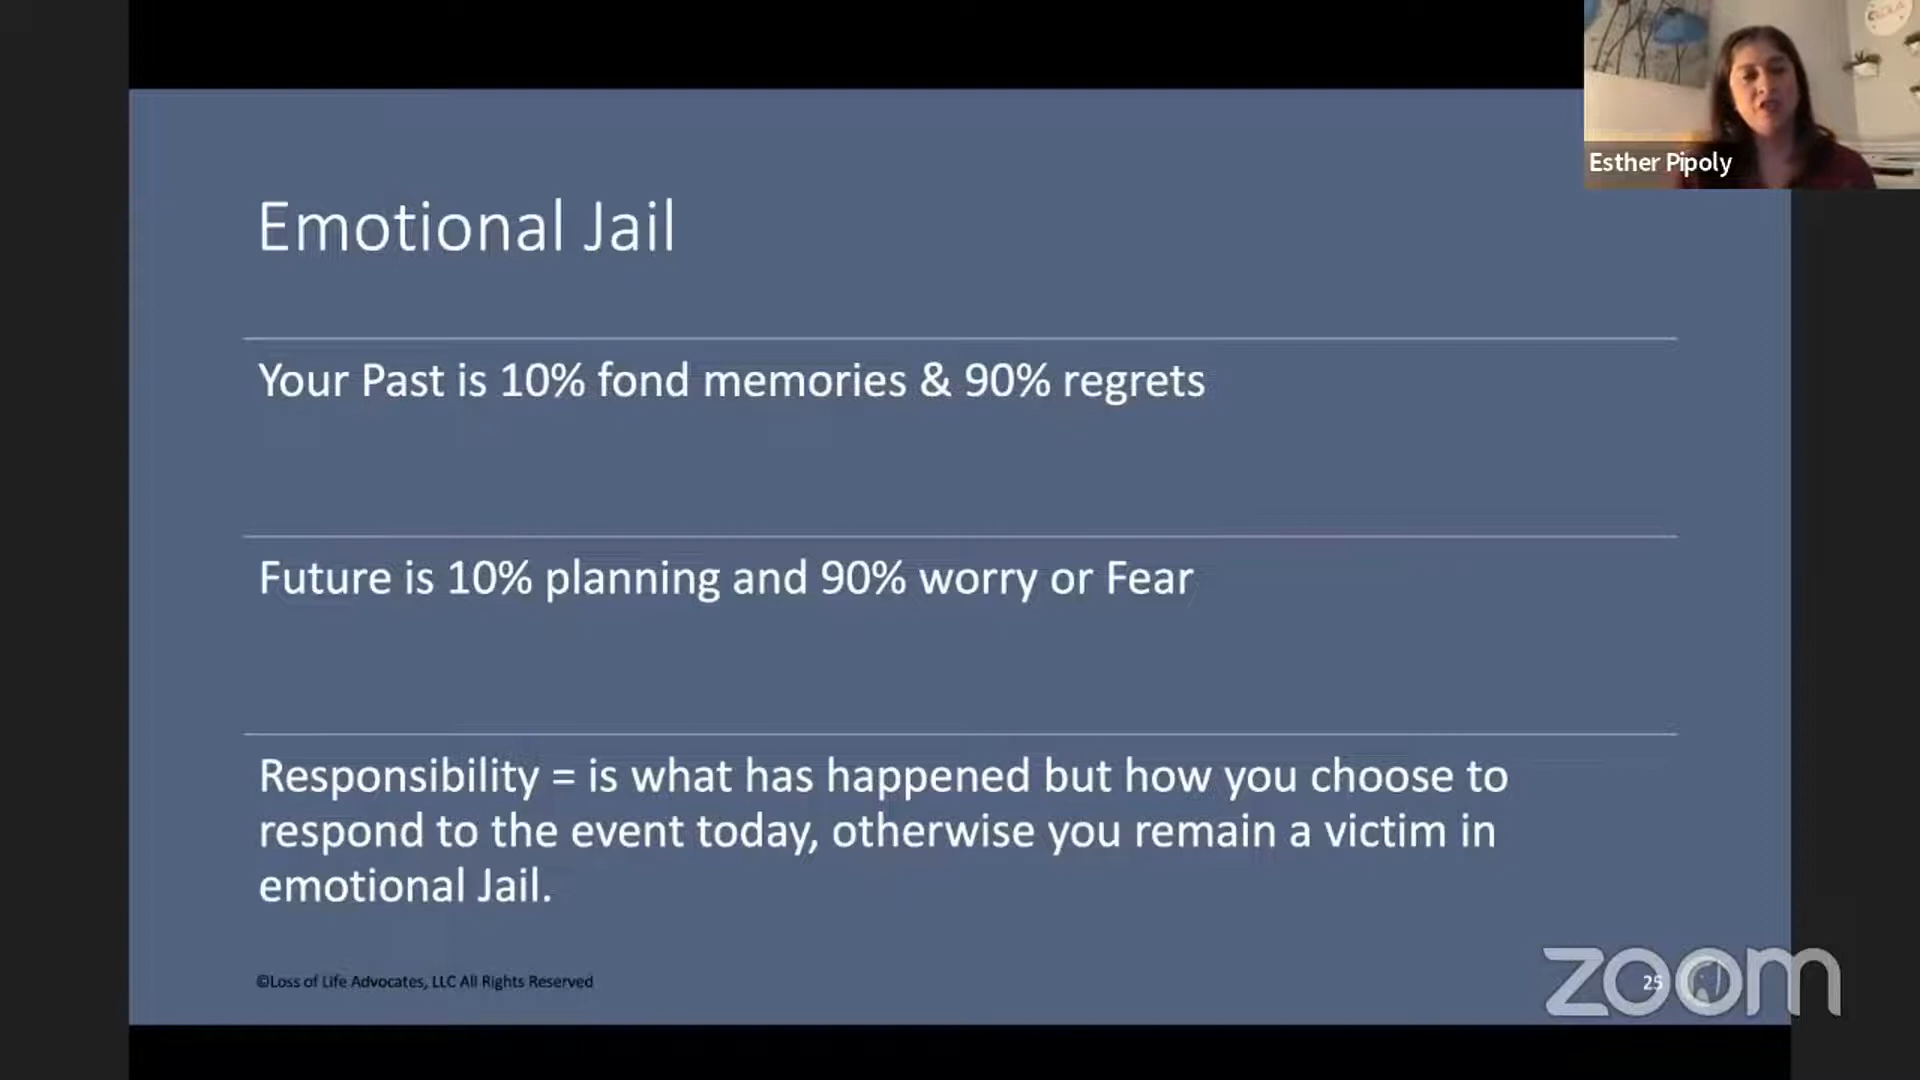 Esther Pipoly
Emotional Jail
Your Past is 10% fond memories & 90% regrets
Future is 10% planning and 90% worry or Fear
Responsibility = is what has happened but how you choose to
respond to the event today, otherwise you remain a victim in
emotional Jail.
©Loss of Life Advocates, LLC All Rights Reserved
25
zoom